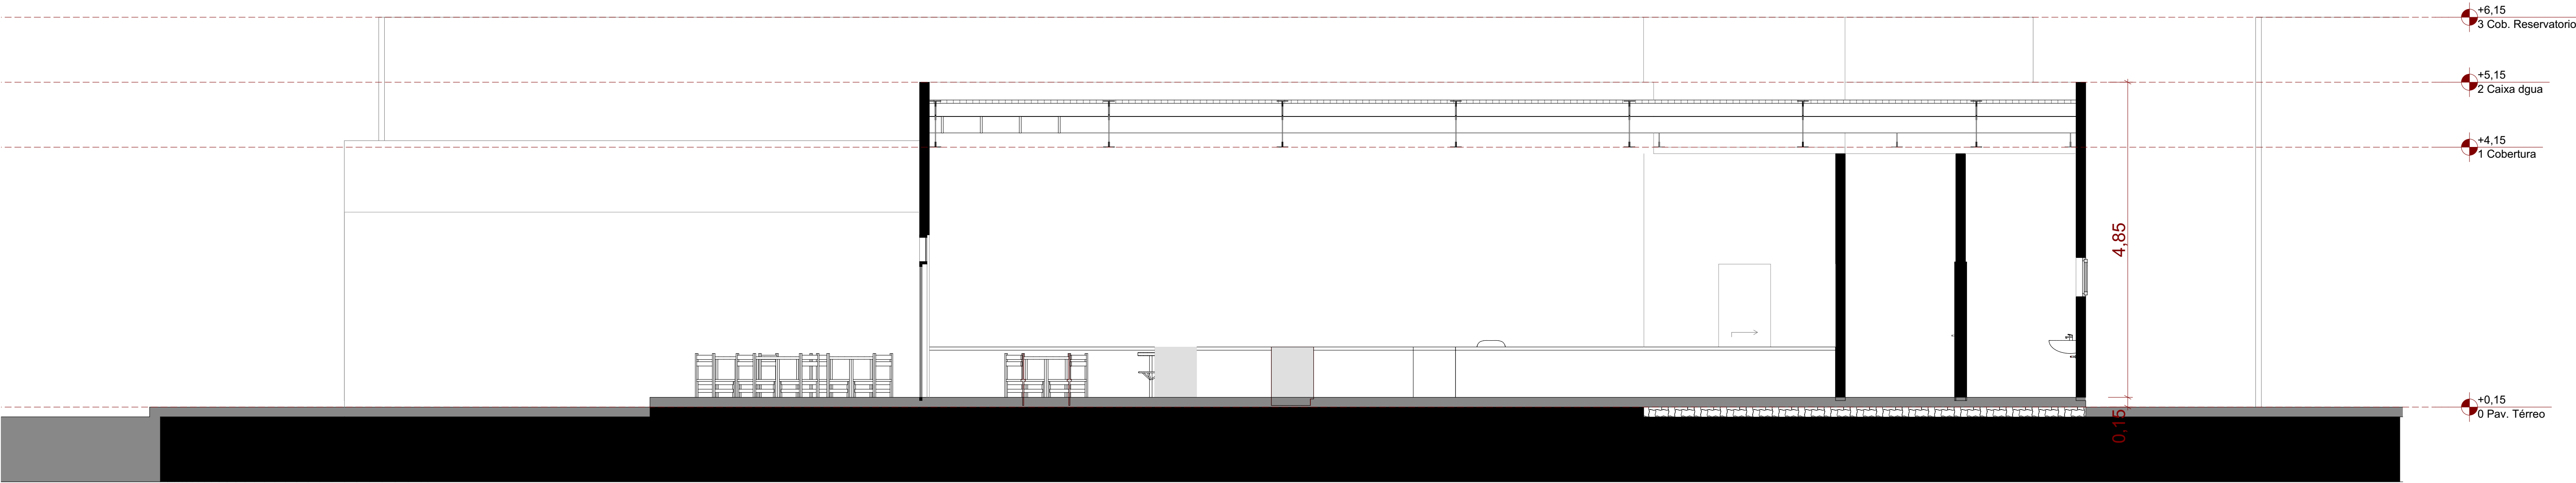 +6,15
3 Cob. Reservatorio
+5,15
2 Caixa dgua
+4,15
1 Cobertura
4,85
+0,15
0 Pav. Térreo
0,15